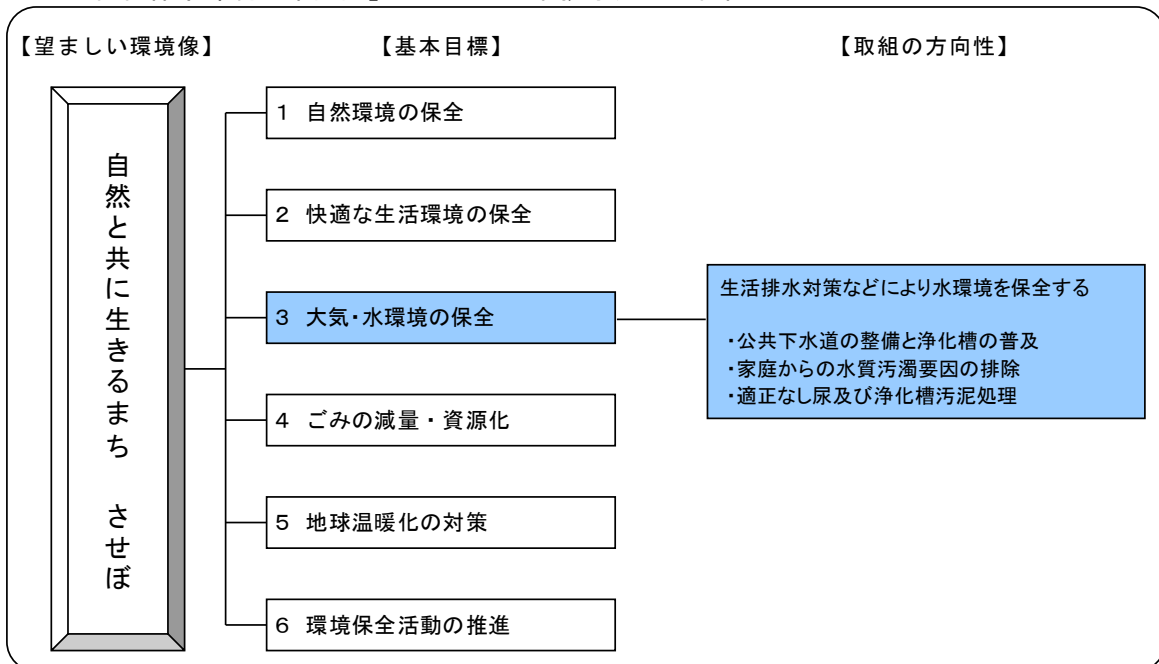 【望ましい環境像】
【基本目標】
【取組の方向性】
自然と共に生きるまち させぼ
1 自然環境の保全
2 快適な生活環境の保全
3 大気・水環境の保全
4 ごみの減量・資源化
5 地球温暖化の対策
6 環境保全活動の推進
生活排水対策などにより水環境を保全する
・公共下水道の整備と浄化槽の普及
・家庭からの水質汚濁要因の排除
・適正なし尿及び浄化槽汚泥処理